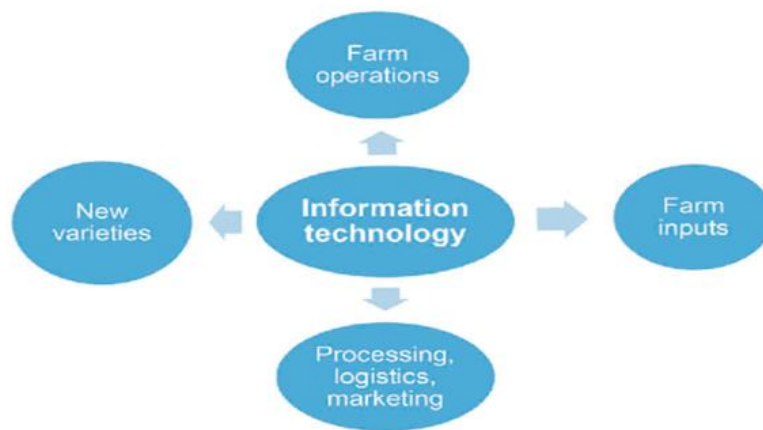 Farm
operations
New
varieties
Information
technology
Farm
inputs
Processing,
logistics,
marketing